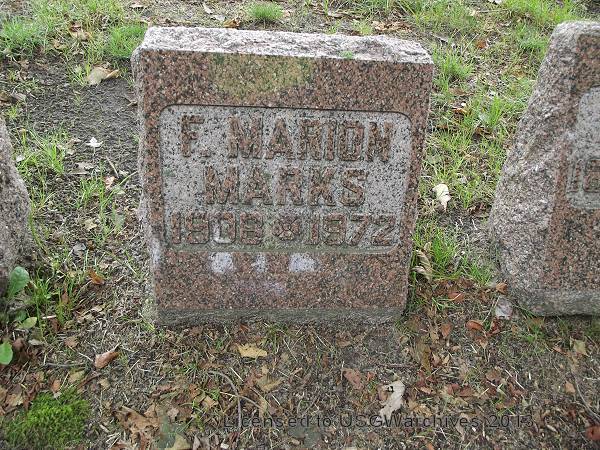 F. MARION
MARKS
1908 1972
Licensed to USGWarchives 2013